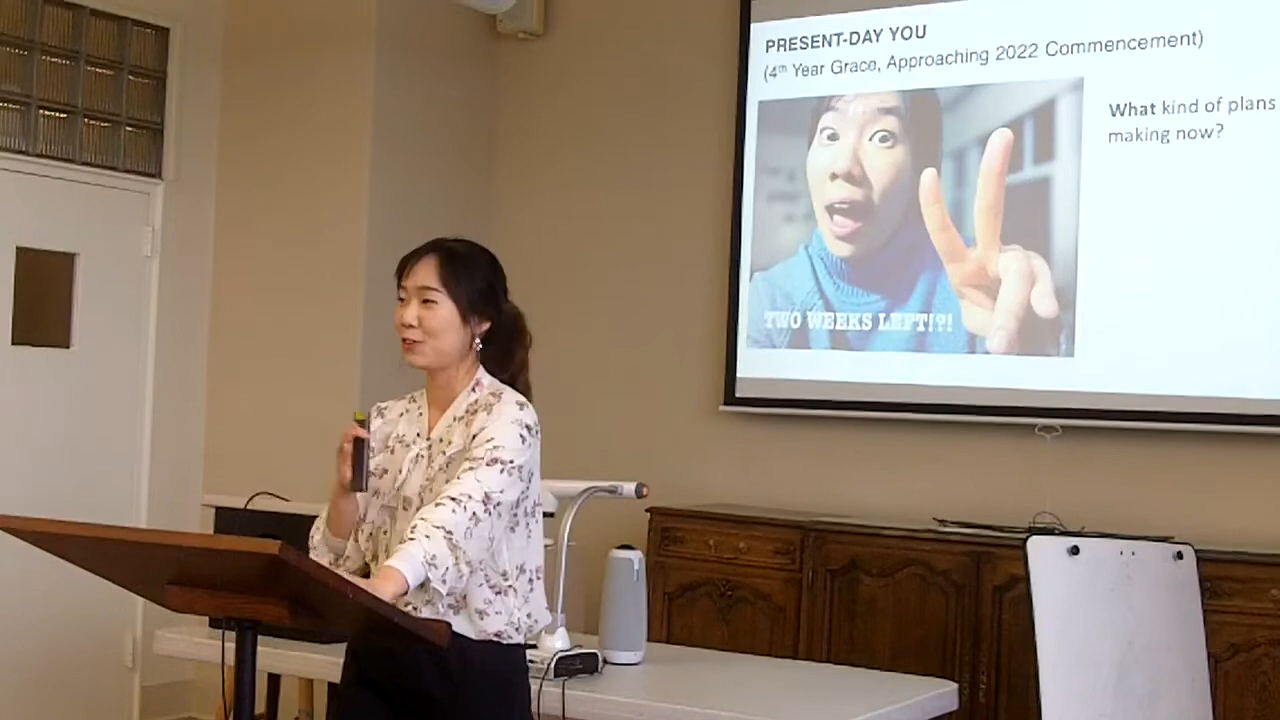 PRESENT-DAY YOU
(4th Year Grace, Approaching 2022 Commencement)
What kind of plans
making now?
TWO WEEKS LEFT!?!